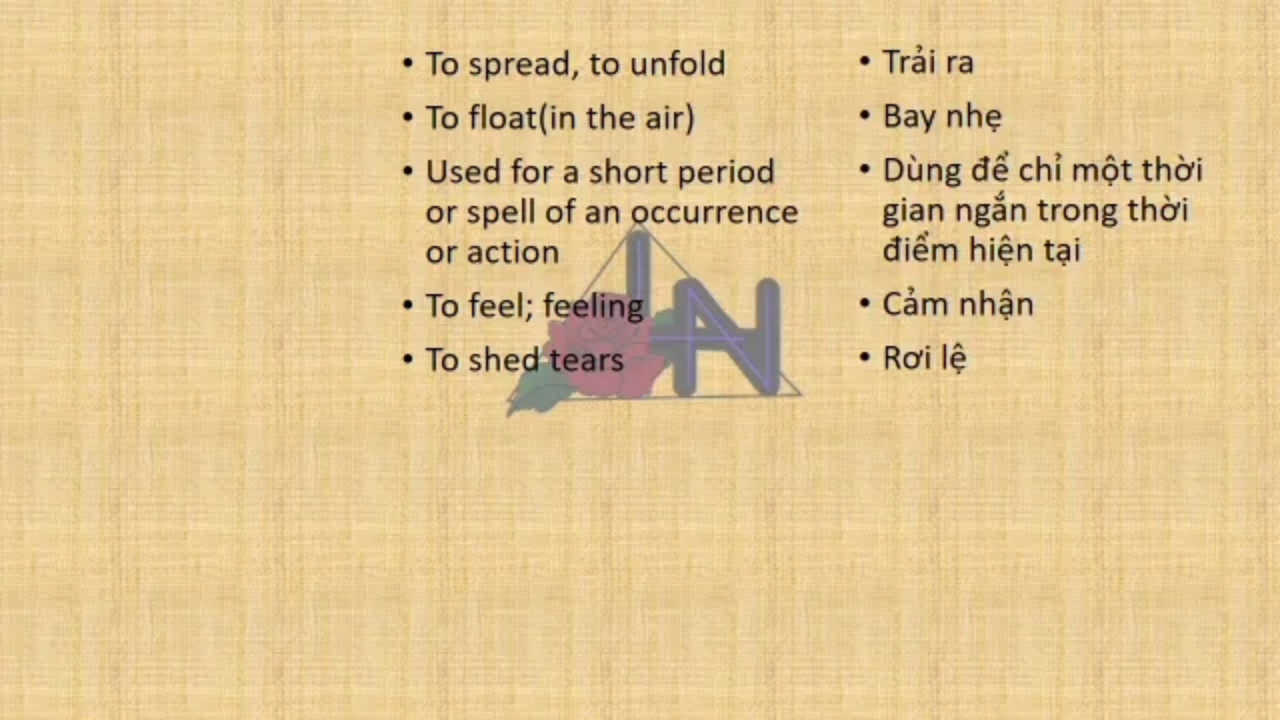 • To spread, to unfold
• To float(in the air)
• Used for a short period
or spell of an occurrence
or action
• To feel; feeling
• To shed tears
• Trải ra
• Bay nhẹ
• Dùng để chỉ một thời
gian ngắn trong thời
điểm hiện tại
• Cảm nhận
• Rơi lệ